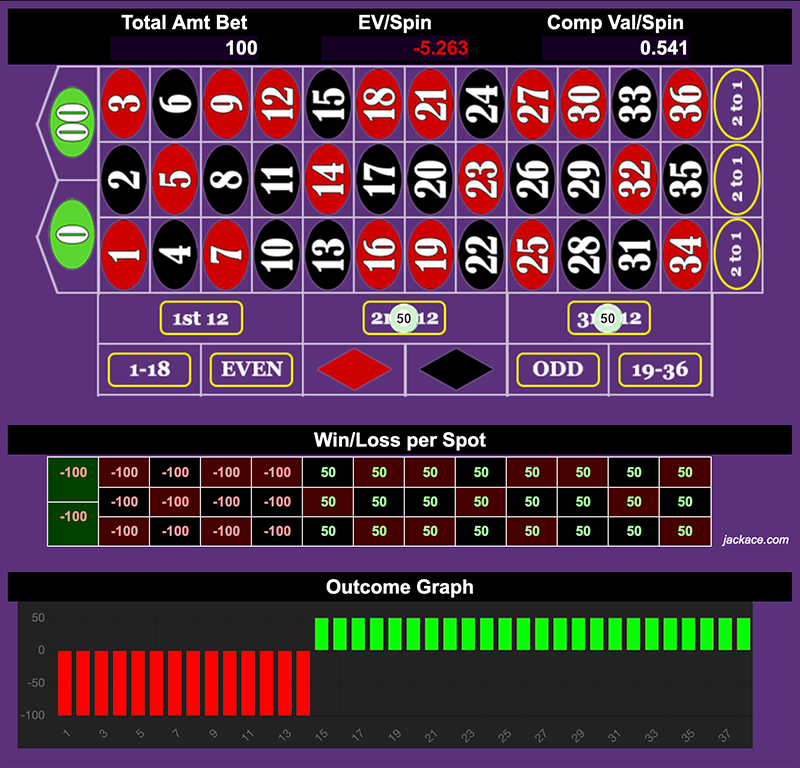 Total Amt Bet EV/Spin Comp Val/Spin
100 -5.263 0.541
00 3 6 9 12 15 18 21 24 27 30 33 36 2 to 1
2 5 8 11 14 17 20 23 26 29 32 35 2 to 1
0 1 4 7 10 13 16 19 22 25 28 31 34 2 to 1
1st 12 2 50 12 3 50 12
1-18 EVEN ODD 19-36
Win/Loss per Spot
-100 -100 -100 -100 -100 50 50 50 50 50 50 50 50
-100 -100 -100 -100 50 50 50 50 50 50 50 50
-100 -100 -100 -100 -100 50 50 50 50 50 50 50 50
jackace.com
Outcome Graph
50
0
-50
-100
1 3 5 7 9 11 13 15 17 19 21 23 25 27 29 31 33 35 37